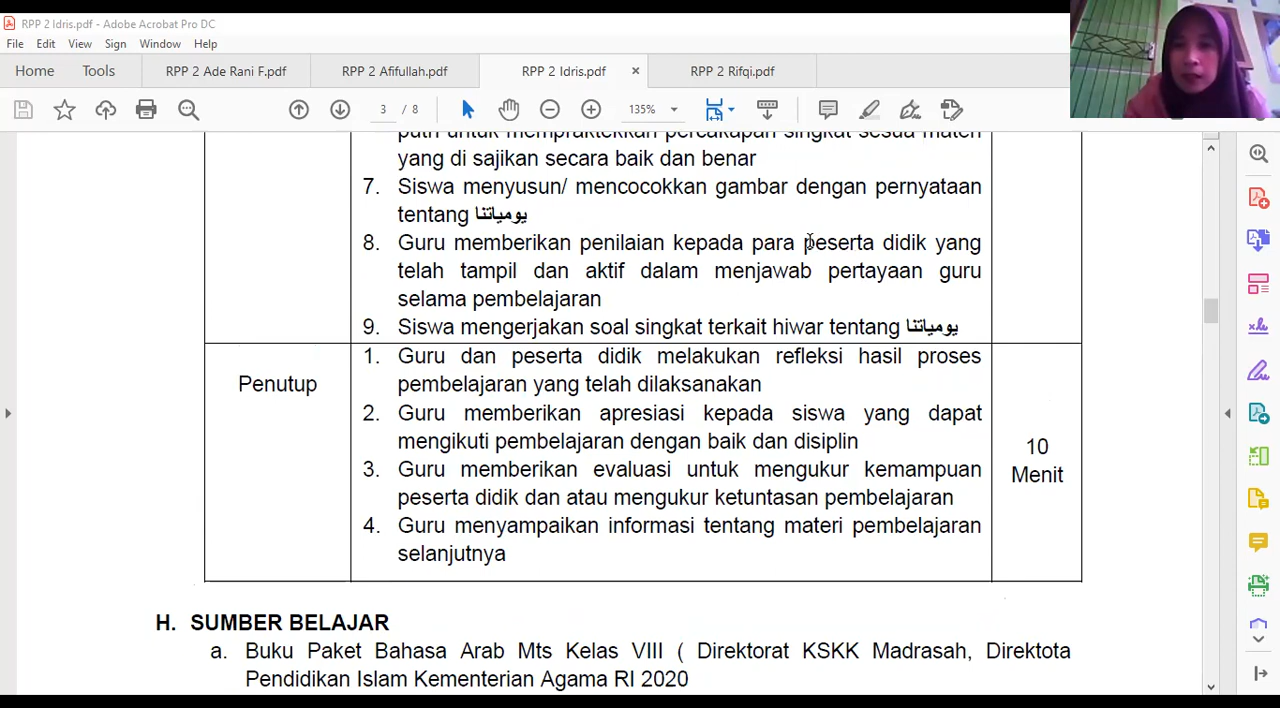 RPP 2 Idris.pdf - Adobe Acrobat Pro DC
File Edit View Sign Window Help
Home Tools RPP 2 Ade Rani F.pdf RPP 2 Afifullah.pdf RPP 2 Idris.pdf × RPP 2 Rifqi.pdf
3 / 8 135%
putri untuk mempraktekkan percakapan singkat sesuai materi
yang di sajikan secara baik dan benar
7. Siswa menyusun/ mencocokkan gambar dengan pernyataan
tentang يومياتنا
8. Guru memberikan penilaian kepada para peserta didik yang
telah tampil dan aktif dalam menjawab pertayaan guru
selama pembelajaran
9. Siswa mengerjakan soal singkat terkait hiwar tentang يومياتنا
Penutup
1. Guru dan peserta didik melakukan refleksi hasil proses
pembelajaran yang telah dilaksanakan
2. Guru memberikan apresiasi kepada siswa yang dapat
mengikuti pembelajaran dengan baik dan disiplin
3. Guru memberikan evaluasi untuk mengukur kemampuan
peserta didik dan atau mengukur ketuntasan pembelajaran
4. Guru menyampaikan informasi tentang materi pembelajaran
selanjutnya
10
Menit
H. SUMBER BELAJAR
a. Buku Paket Bahasa Arab Mts Kelas VIII ( Direktorat KSKK Madrasah, Direktota
Pendidikan Islam Kementerian Agama RI 2020